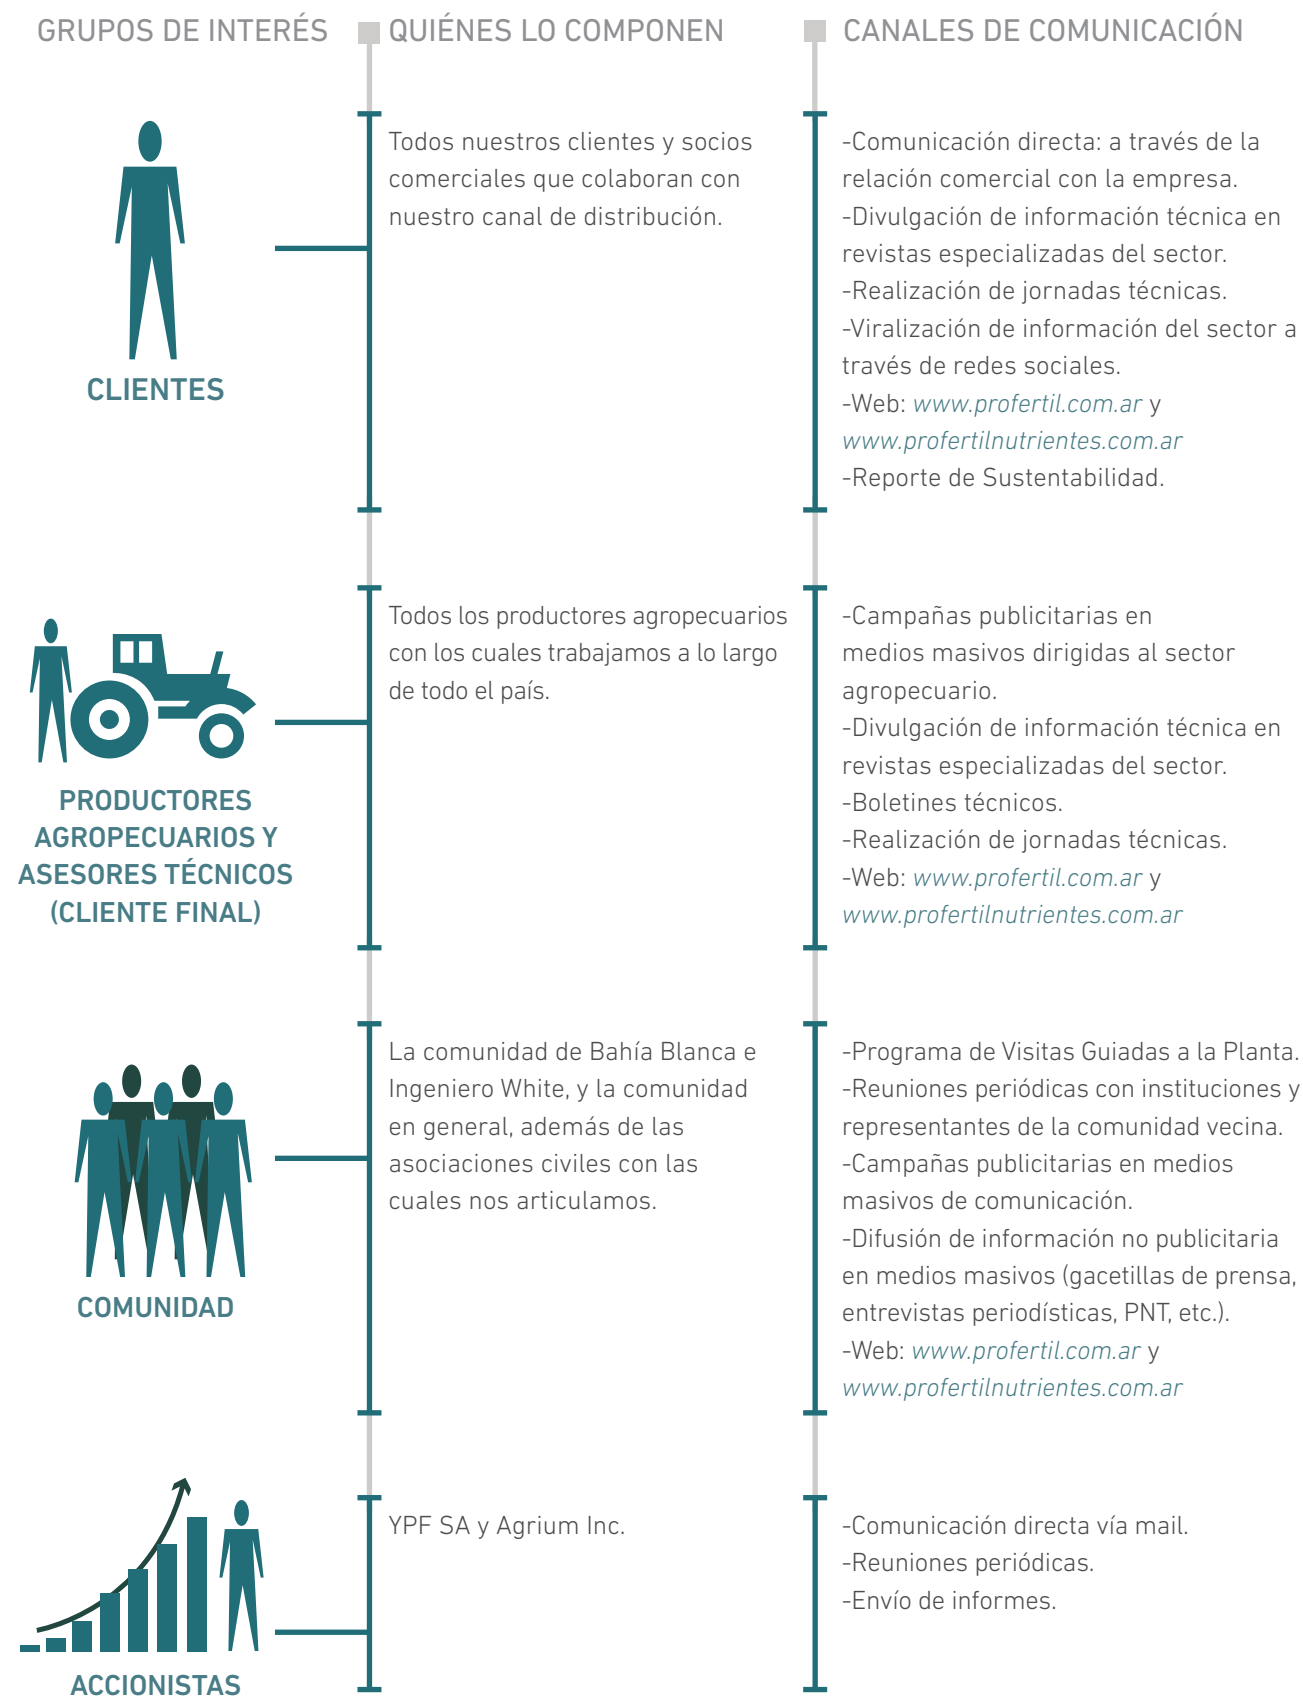 GRUPOS DE INTERÉS
QUIÉNES LO COMPONEN
CANALES DE COMUNICACIÓN
CLIENTES
Todos nuestros clientes y socios
comerciales que colaboran con
nuestro canal de distribución.
-Comunicación directa: a través de la
relación comercial con la empresa.
-Divulgación de información técnica en
revistas especializadas del sector.
-Realización de jornadas técnicas.
-Viralización de información del sector a
través de redes sociales.
-Web: www.profertil.com.ar y
www.profertilnutrientes.com.ar
-Reporte de Sustentabilidad.
PRODUCTORES
AGROPECUARIOS Y
ASESORES TÉCNICOS
(CLIENTE FINAL)
Todos los productores agropecuarios
con los cuales trabajamos a lo largo
de todo el país.
-Campañas publicitarias en
medios masivos dirigidas al sector
agropecuario.
-Divulgación de información técnica en
revistas especializadas del sector.
-Boletines técnicos.
-Realización de jornadas técnicas.
-Web: www.profertil.com.ar y
www.profertilnutrientes.com.ar
COMUNIDAD
La comunidad de Bahía Blanca e
Ingeniero White, y la comunidad
en general, además de las
asociaciones civiles con las
cuales nos articulamos.
-Programa de Visitas Guiadas a la Planta.
-Reuniones periódicas con instituciones y
representantes de la comunidad vecina.
-Campañas publicitarias en medios
masivos de comunicación.
-Difusión de información no publicitaria
en medios masivos (gacetillas de prensa,
entrevistas periodísticas, PNT, etc.).
-Web: www.profertil.com.ar y
www.profertilnutrientes.com.ar
ACCIONISTAS
YPF SA y Agrium Inc.
-Comunicación directa vía mail.
-Reuniones periódicas.
-Envío de informes.